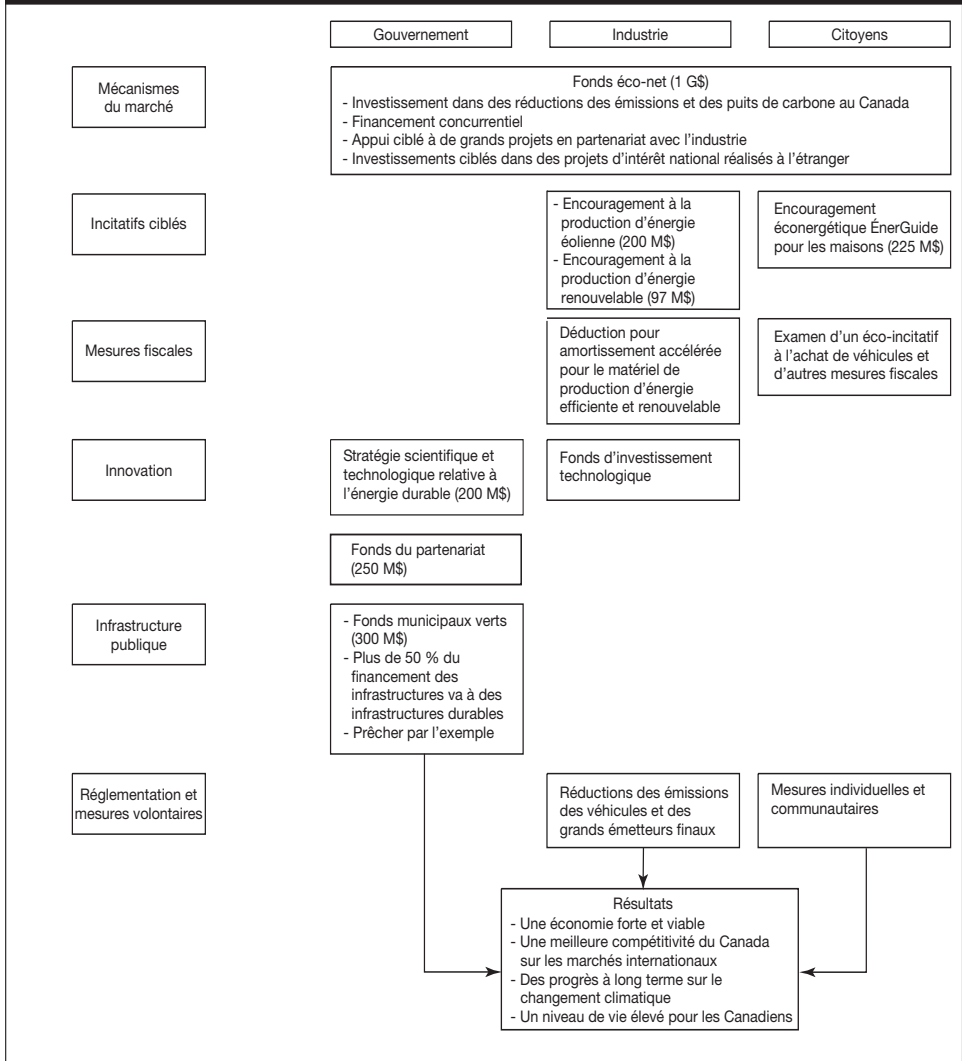 Gouvernement
Industrie
Citoyens
Mécanismes
du marché
Fonds éco-net (1 G$)
- Investissement dans des réductions des émissions et des puits de carbone au Canada
- Financement concurrentiel
- Appui ciblé à de grands projets en partenariat avec l'industrie
- Investissements ciblés dans des projets d'intérêt national réalisés à l'étranger
Incitatifs ciblés
- Encouragement à la
production d'énergie
éolienne (200 M$)
- Encouragement à la
production d'énergie
renouvelable (97 M$)
Encouragement
éconergétique ÉnerGuide
pour les maisons (225 M$)
Mesures fiscales
Déduction pour
amortissement accélérée
pour le matériel de
production d'énergie
efficiente et renouvelable
Examen d'un éco-incitatif
à l'achat de véhicules et
d'autres mesures fiscales
Innovation
Stratégie scientifique et
technologique relative à
l'énergie durable (200 M$)
Fonds d'investissement
technologique
Fonds du partenariat
(250 M$)
Infrastructure
publique
- Fonds municipaux verts
(300 M$)
- Plus de 50 % du
financement des
infrastructures va à des
infrastructures durables
- Prêcher par l'exemple
Réglementation et
mesures volontaires
Réductions des émissions
des véhicules et des
grands émetteurs finaux
Mesures individuelles et
communautaires
Résultats
- Une économie forte et viable
- Une meilleure compétitivité du Canada
sur les marchés internationaux
- Des progrès à long terme sur le
changement climatique
- Un niveau de vie élevé pour les Canadiens